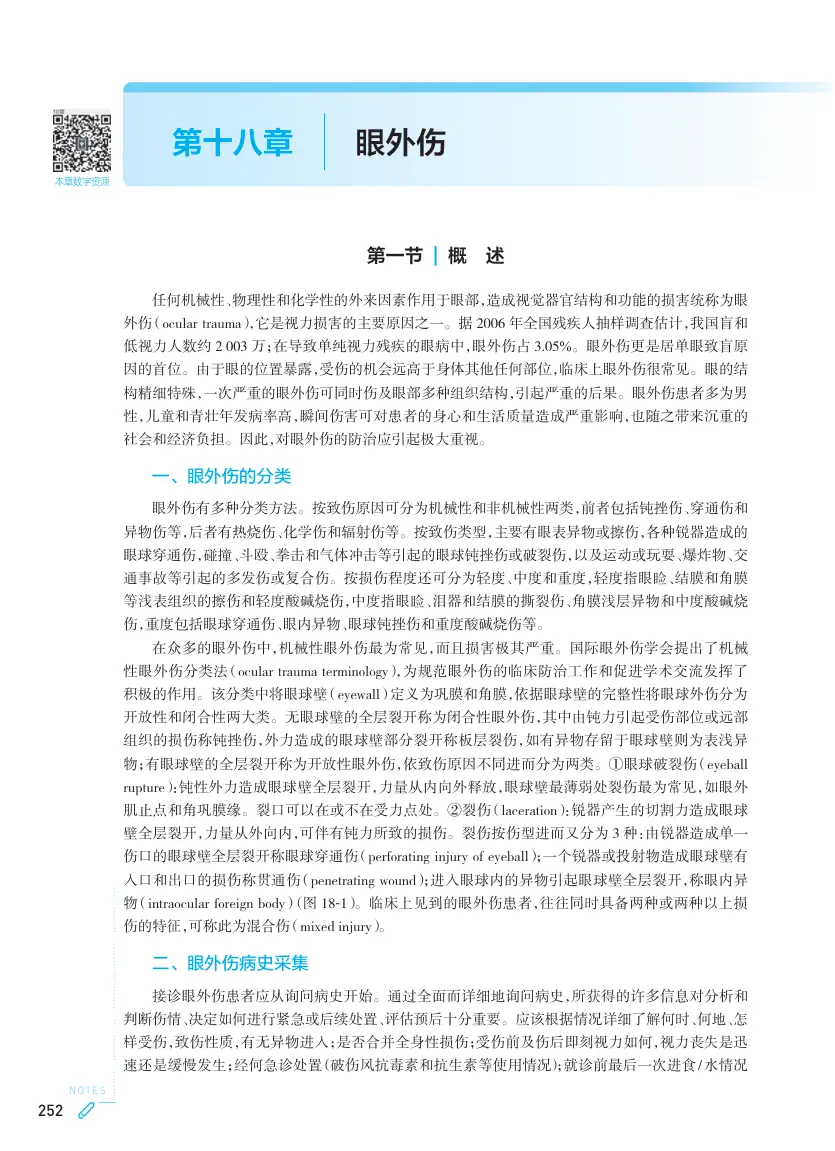 18章
本章数字资源
第十八章
眼外伤
第一节 | 概 述
任何机械性、物理性和化学性的外来因素作用于眼部,造成视觉器官结构和功能的损害统称为眼
外伤(ocular trauma),它是视力损害的主要原因之一。据 2006 年全国残疾人抽样调查估计,我国盲和
低视力人数约 2 003 万;在导致单纯视力残疾的眼病中,眼外伤占 3.05%。眼外伤更是居单眼致盲原
因的首位。由于眼的位置暴露,受伤的机会远高于身体其他任何部位,临床上眼外伤很常见。眼的结
构精细特殊,一次严重的眼外伤可同时伤及眼部多种组织结构,引起严重的后果。眼外伤患者多为男
性,儿童和青壮年发病率高,瞬间伤害可对患者的身心和生活质量造成严重影响,也随之带来沉重的
社会和经济负担。因此,对眼外伤的防治应引起极大重视。
一、眼外伤的分类
眼外伤有多种分类方法。按致伤原因可分为机械性和非机械性两类,前者包括钝挫伤、穿通伤和
异物伤等,后者有热烧伤、化学伤和辐射伤等。按致伤类型,主要有眼表异物或擦伤,各种锐器造成的
眼球穿通伤,碰撞、斗殴、拳击和气体冲击等引起的眼球钝挫伤或破裂伤,以及运动或玩耍、爆炸物、交
通事故等引起的多发伤或复合伤。按损伤程度还可分为轻度、中度和重度,轻度指眼睑、结膜和角膜
等浅表组织的擦伤和轻度酸碱烧伤,中度指眼睑、泪器和结膜的撕裂伤、角膜浅层异物和中度酸碱烧
伤,重度包括眼球穿通伤、眼内异物、眼球钝挫伤和重度酸碱烧伤等。
在众多的眼外伤中,机械性眼外伤最为常见,而且损害极其严重。国际眼外伤学会提出了机械
性眼外伤分类法(ocular trauma terminology),为规范眼外伤的临床防治工作和促进学术交流发挥了
积极的作用。该分类中将眼球壁(eyewall)定义为巩膜和角膜,依据眼球壁的完整性将眼球外伤分为
开放性和闭合性两大类。无眼球壁的全层裂开称为闭合性眼外伤,其中由钝力引起受伤部位或远部
组织的损伤称钝挫伤,外力造成的眼球壁部分裂开称板层裂伤,如有异物存留于眼球壁则为表浅异
物;有眼球壁的全层裂开称为开放性眼外伤,依致伤原因不同进而分为两类。①眼球破裂伤(eyeball
rupture):钝性外力造成眼球壁全层裂开,力量从内向外释放,眼球壁最薄弱处裂伤最为常见,如眼外
肌止点和角巩膜缘。裂口可以在或不在受力点处。②裂伤(laceration):锐器产生的切割力造成眼球
壁全层裂开,力量从外向内,可伴有钝力所致的损伤。裂伤按伤型进而又分为 3 种:由锐器造成单一
伤口的眼球壁全层裂开称眼球穿通伤(perforating injury of eyeball);一个锐器或投射物造成眼球壁有
入口和出口的损伤称贯通伤(penetrating wound);进入眼球内的异物引起眼球壁全层裂开,称眼内异
物(intraocular foreign body)(图 18-1)。临床上见到的眼外伤患者,往往同时具备两种或两种以上损
伤的特征,可称此为混合伤(mixed injury)。
二、眼外伤病史采集
接诊眼外伤患者应从询问病史开始。通过全面而详细地询问病史,所获得的许多信息对分析和
判断伤情、决定如何进行紧急或后续处置、评估预后十分重要。应该根据情况详细了解何时、何地、怎
样受伤,致伤性质,有无异物进入;是否合并全身性损伤;受伤前及伤后即刻视力如何,视力丧失是迅
速还是缓慢发生;经何急诊处置(破伤风抗毒素和抗生素等使用情况);就诊前最后一次进食/水情况
NOTES
252